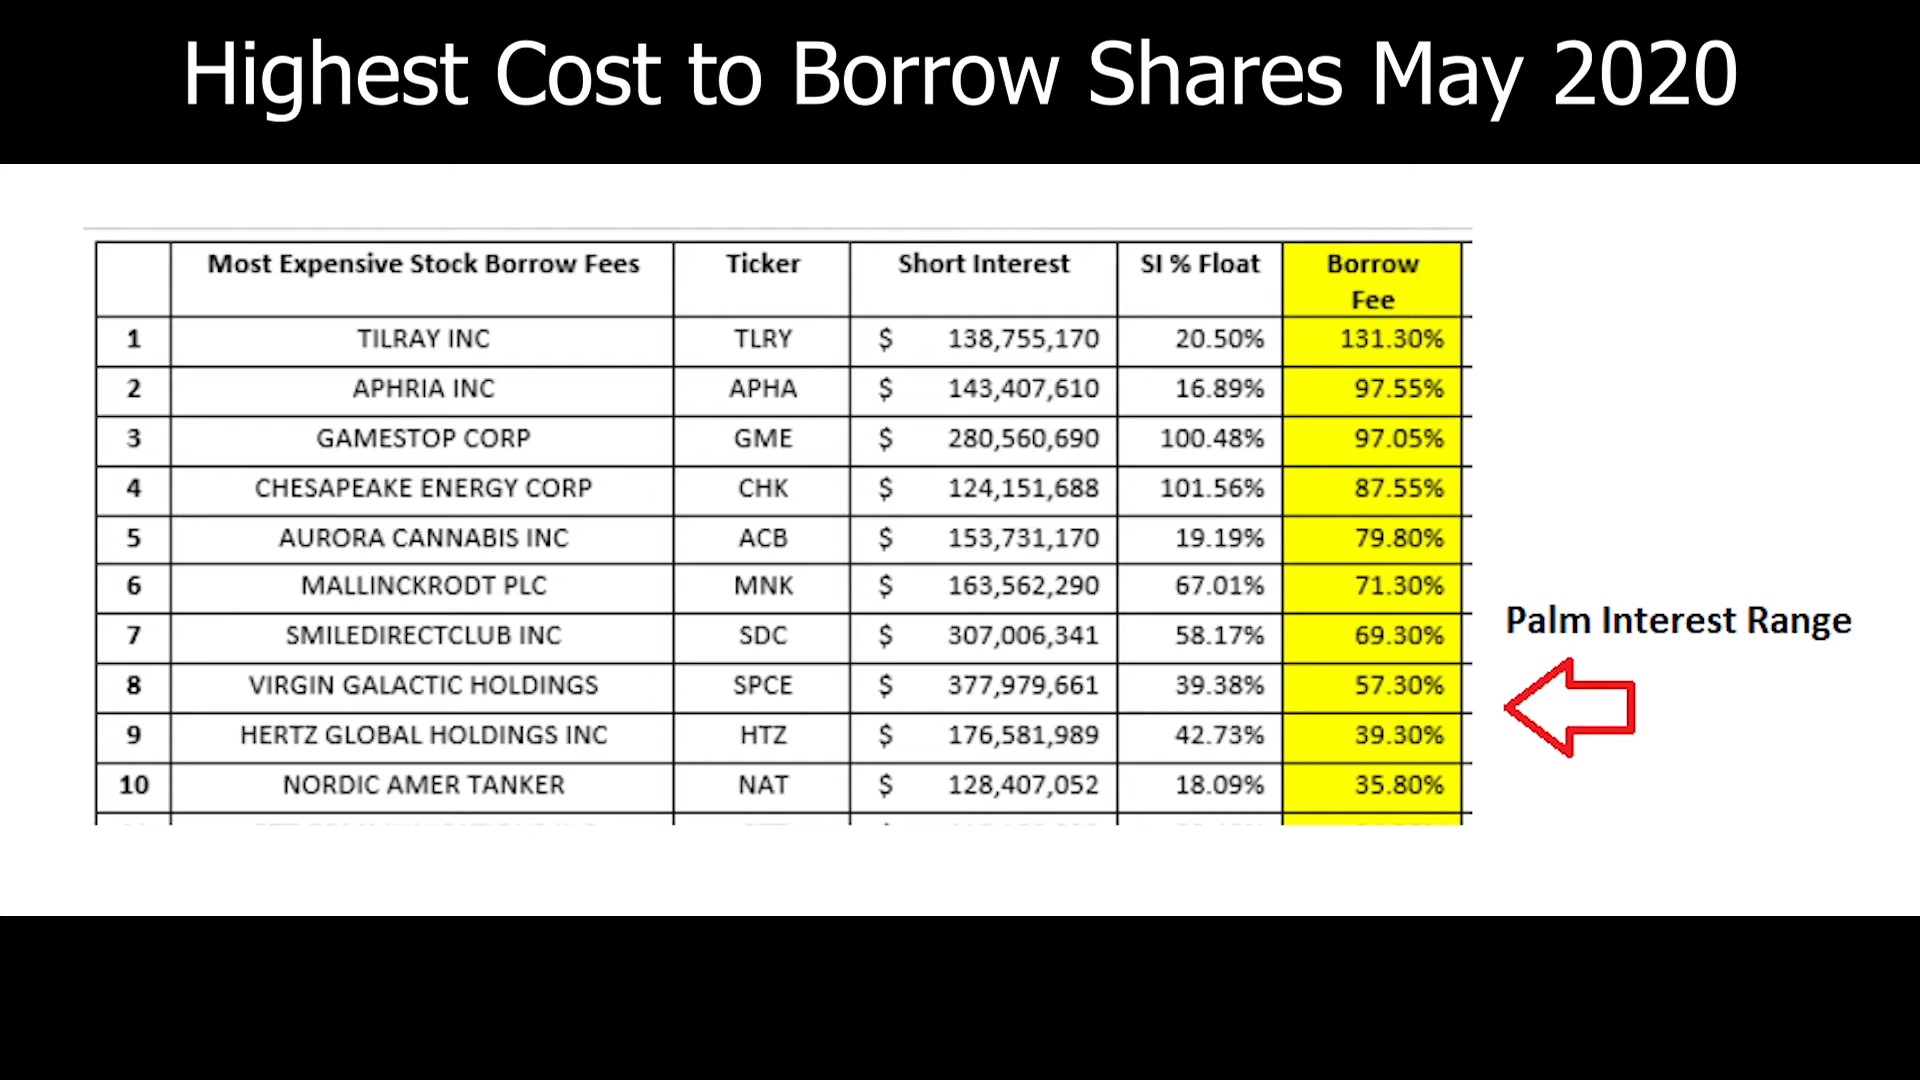 Highest Cost to Borrow Shares May 2020
Most Expensive Stock Borrow Fees Ticker Short Interest SI % Float Borrow Fee
1 TILRAY INC TLRY $ 138,755,170 20.50% 131.30%
2 APHRIA INC APHA $ 143,407,610 16.89% 97.55%
3 GAMESTOP CORP GME $ 280,560,690 100.48% 97.05%
4 CHESAPEAKE ENERGY CORP CHK $ 124,151,688 101.56% 87.55%
5 AURORA CANNABIS INC ACB $ 153,731,170 19.19% 79.80%
6 MALLINCKRODT PLC MNK $ 163,562,290 67.01% 71.30%
7 SMILEDIRECTCLUB INC SDC $ 307,006,341 58.17% 69.30%
Palm Interest Range
8 VIRGIN GALACTIC HOLDINGS SPCE $ 377,979,661 39.38% 57.30%
9 HERTZ GLOBAL HOLDINGS INC HTZ $ 176,581,989 42.73% 39.30%
10 NORDIC AMER TANKER NAT $ 128,407,052 18.09% 35.80%